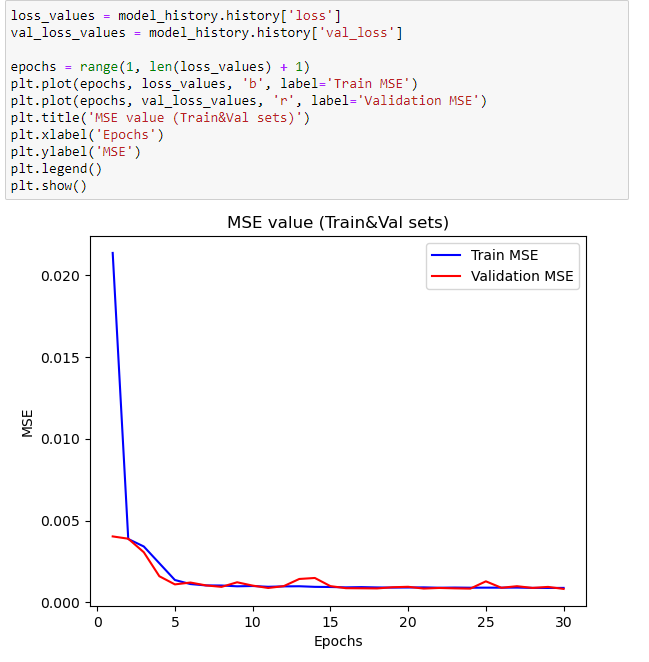 loss_values = model_history.history['loss']
val_loss_values = model_history.history['val_loss']
epochs = range(1, len(loss_values) + 1)
plt.plot(epochs, loss_values, 'b', label='Train MSE')
plt.plot(epochs, val_loss_values, 'r', label='Validation MSE')
plt.title('MSE value (Train&Val sets)')
plt.xlabel('Epochs')
plt.ylabel('MSE')
plt.legend()
plt.show()
MSE value (Train&Val sets)
Train MSE
Validation MSE
0.020
0.015
0.010
0.005
0.000
MSE
0 5 10 15 20 25 30
Epochs